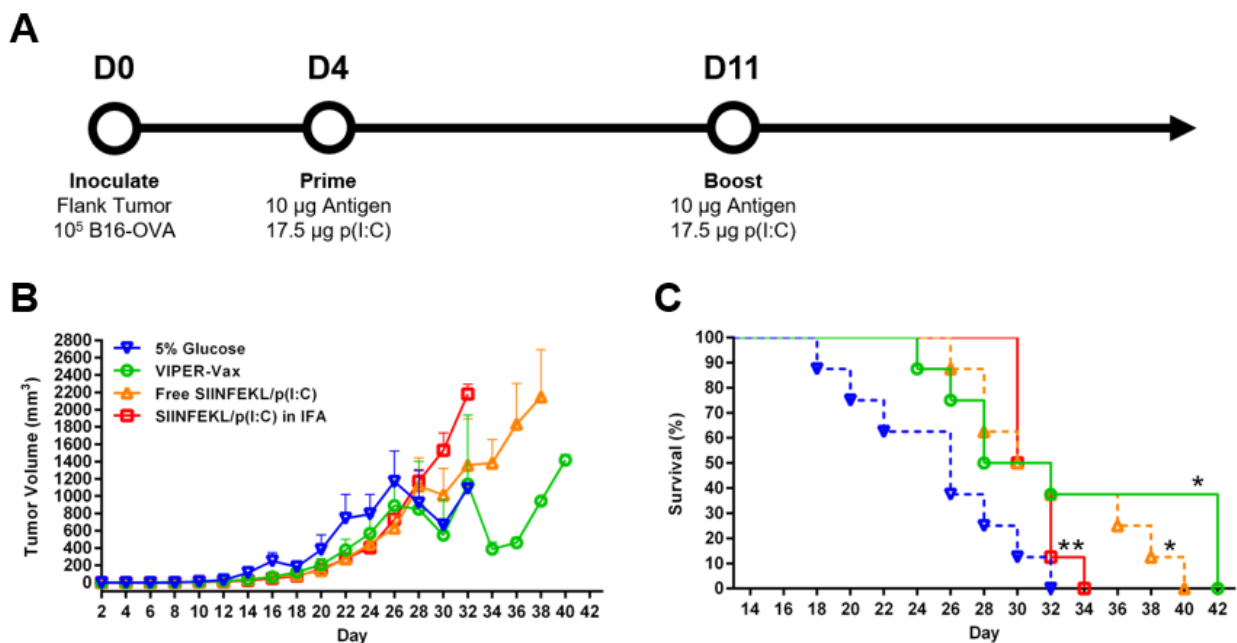 A
D0 D4 D11
Inoculate Prime Boost
Flank Tumor 10 µg Antigen 10 µg Antigen
10⁵ B16-OVA 17.5 µg p(I:C) 17.5 µg p(I:C)
B
2800
2600
2400
2200
2000
1800
1600
1400
1200
1000
800
600
400
200
0
Tumor Volume (mm³)
5% Glucose
VIPER-Vax
Free SIINFEKL/p(I:C)
SIINFEKL/p(I:C) in IFA
2 4 6 8 10 12 14 16 18 20 22 24 26 28 30 32 34 36 38 40 42
Day
C
100
90
80
70
60
50
40
30
20
10
0
Survival (%)
*
**
*
14 16 18 20 22 24 26 28 30 32 34 36 38 40 42
Day